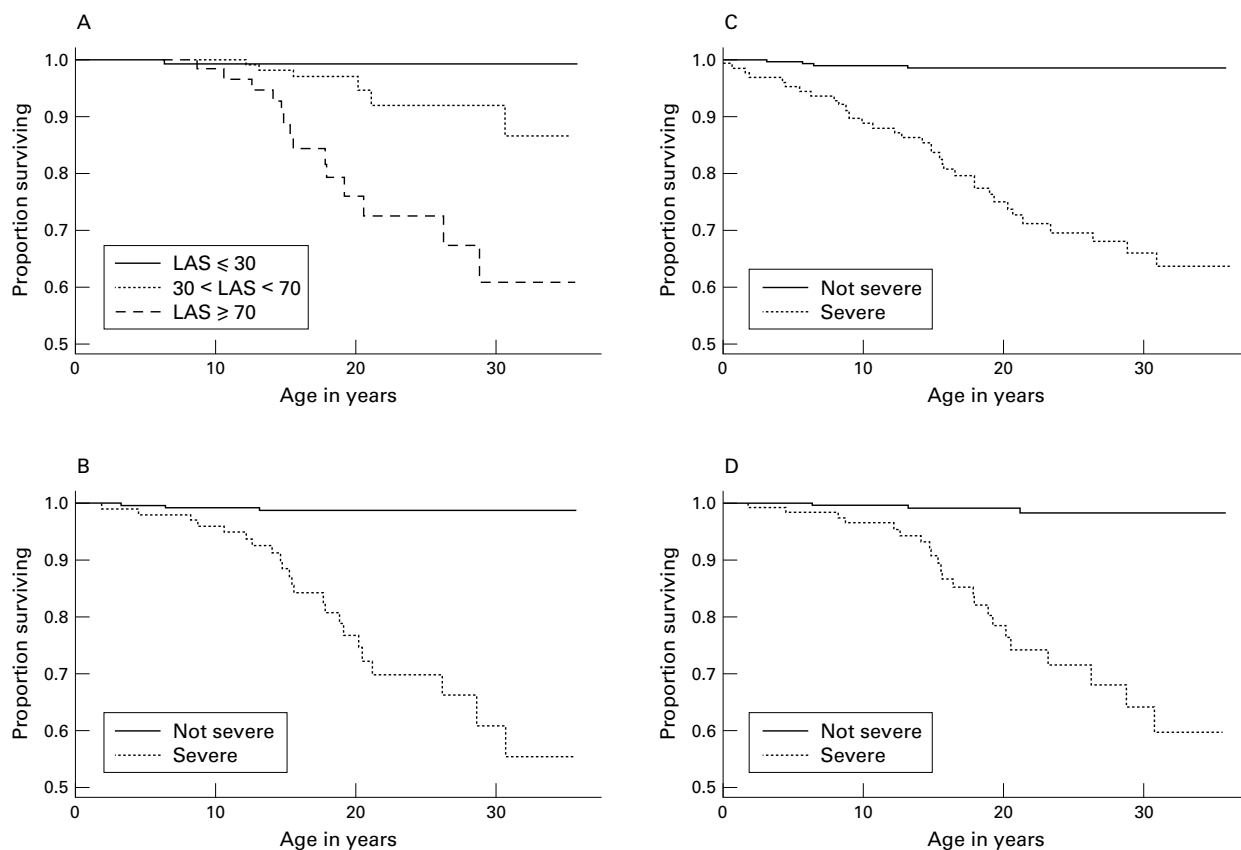 A
1.0
0.9
0.8
0.7
0.6
0.5
Proportion surviving
LAS ⩽ 30
30 < LAS < 70
LAS ⩾ 70
10
20
30
Age in years
C
1.0
0.9
0.8
0.7
0.6
0.5
Proportion surviving
Not severe
Severe
0
10
20
30
Age in years
B
1.0
0.9
0.8
0.7
0.6
0.5
Proportion surviving
Not severe
Severe
0
10
20
30
Age in years
D
1.0
0.9
0.8
0.7
0.6
0.5
Proportion surviving
Not severe
Severe
0
10
20
30
Age in years